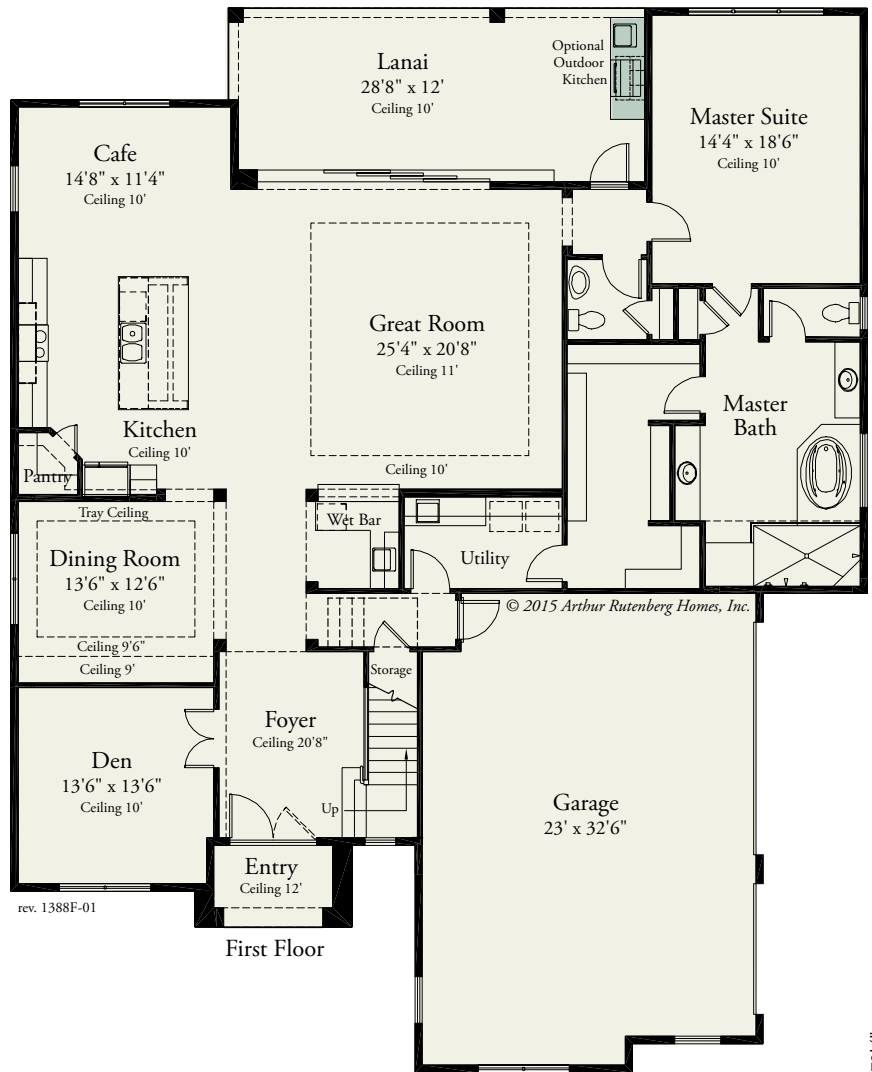 Lanai
28'8" x 12'
Ceiling 10'
Optional
Outdoor
Kitchen
Master Suite
14'4" x 18'6"
Ceiling 10'
Cafe
14'8" x 11'4"
Ceiling 10'
Great Room
25'4" x 20'8"
Ceiling 11'
Ceiling 10'
Kitchen
Ceiling 10'
Master
Bath
Pantry
Tray Ceiling
Wet Bar
Utility
Dining Room
13'6" x 12'6"
Ceiling 10'
Ceiling 9'6"
Ceiling 9'
© 2015 Arthur Rutenberg Homes, Inc.
Storage
Foyer
Ceiling 20'8"
Up
Den
13'6" x 13'6"
Ceiling 10'
Garage
23' x 32'6"
Entry
Ceiling 12'
rev. 1388F-01
First Floor